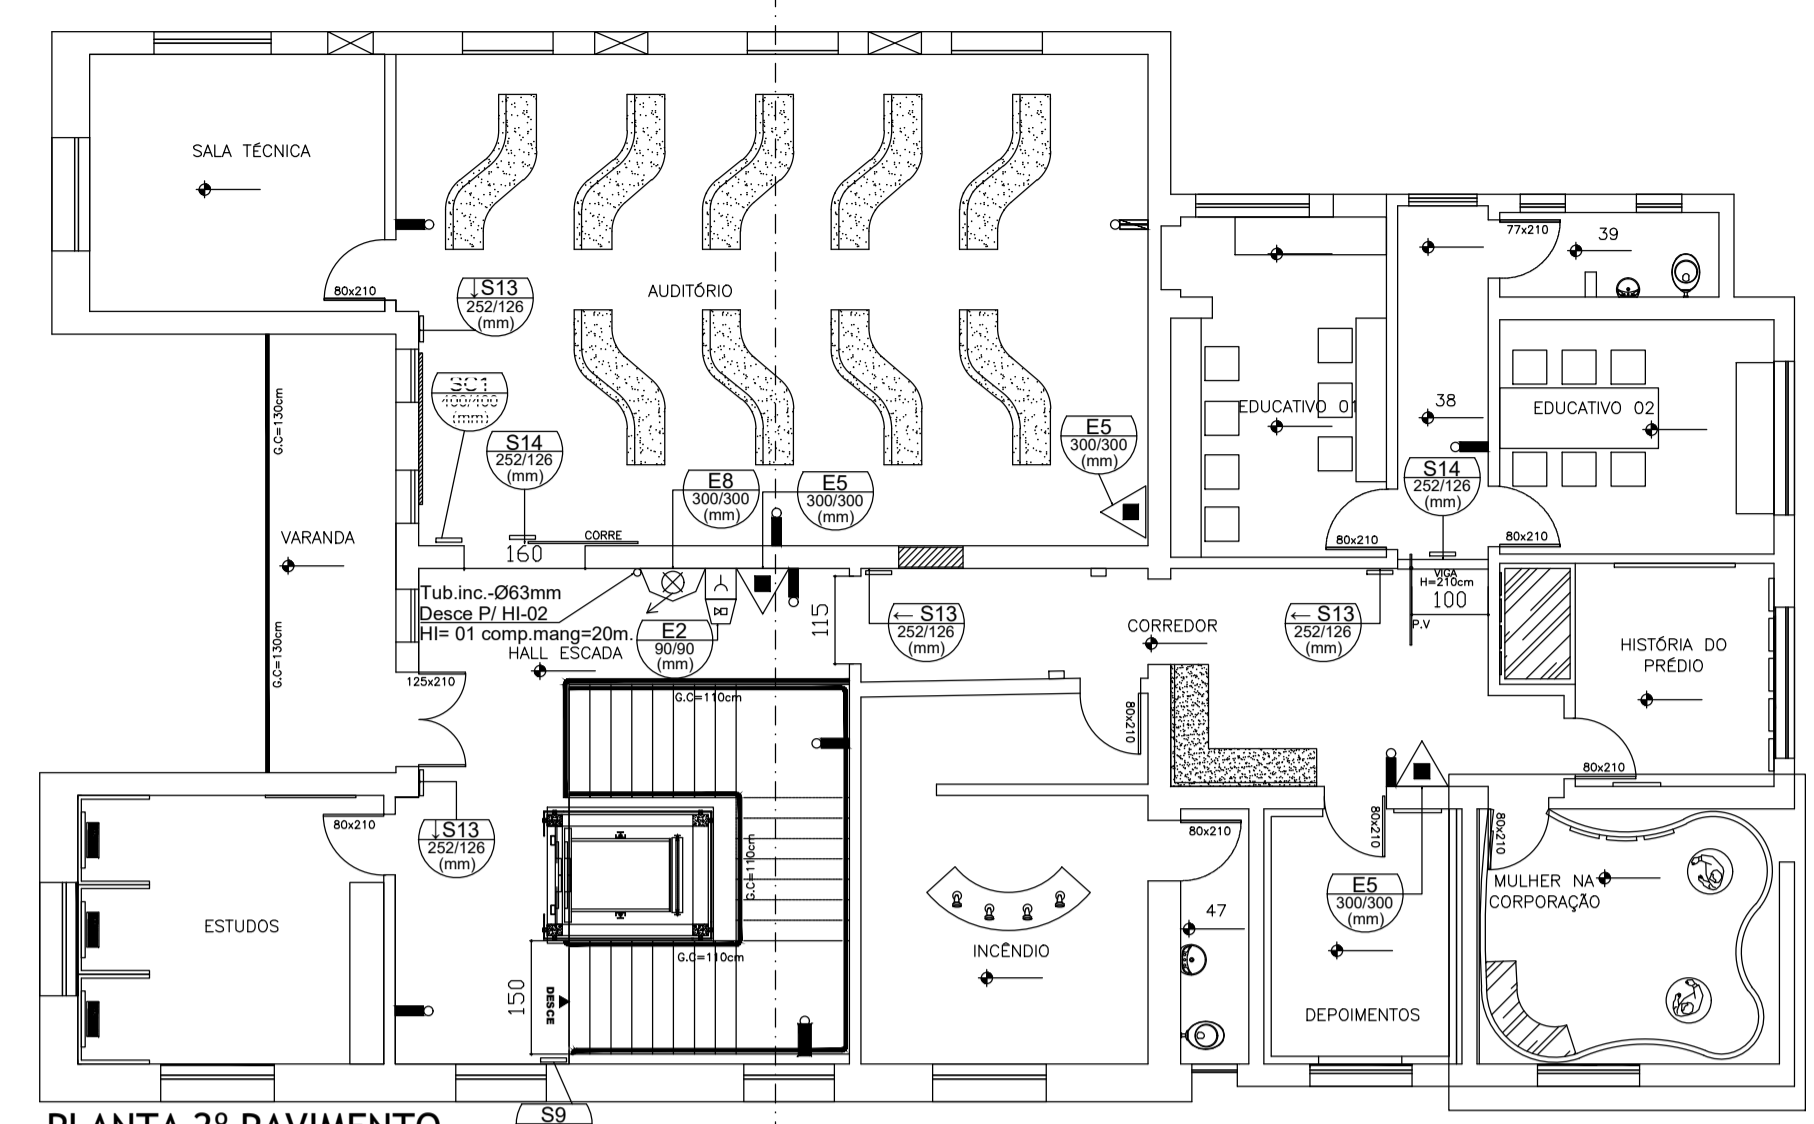 SALA TÉCNICA
80x210
↓S13
252/126
(mm)
AUDITÓRIO
77x210
39
SC1
400/400
(mm)
S14
252/126
(mm)
E8
300/300
(mm)
E5
300/300
(mm)
E5
300/300
(mm)
EDUCATIVO 01
38
EDUCATIVO 02
S14
252/126
(mm)
80x210
80x210
G.C=130cm
VARANDA
G.C=130cm
160
CORRE
Tub.inc.-Ø63mm
Desce P/ HI-02
HI= 01 comp.mang=20m.
HALL ESCADA
E2
90/90
(mm)
115
← S13
252/126
(mm)
CORREDOR
← S13
252/126
(mm)
VIGA
H=210cm
100
P.V
HISTÓRIA DO
PRÉDIO
125x210
G.C=110cm
80x210
80x210
80x210
↓S13
252/126
(mm)
G.C=110cm
80x210
80x210
80x210
ESTUDOS
G.C=110cm
150
DESCE
INCÊNDIO
47
E5
300/300
(mm)
DEPOIMENTOS
MULHER NA
CORPORAÇÃO
S9